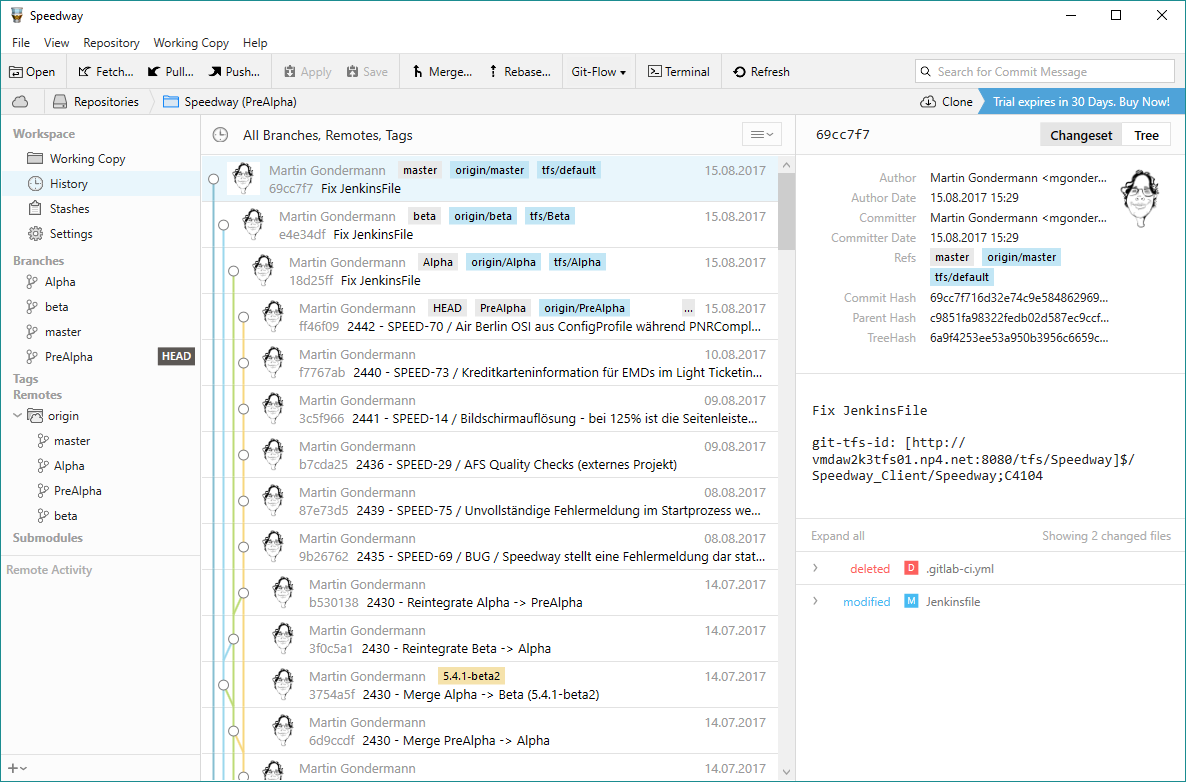 Speedway
File View Repository Working Copy Help
Open Fetch... Pull... Push... Apply Save Merge... Rebase... Git-Flow Terminal Refresh Search for Commit Message
Repositories Speedway (PreAlpha) Clone Trial expires in 30 Days. Buy Now!
Workspace
Working Copy
History
Stashes
Settings
Branches
Alpha
beta
master
PreAlpha HEAD
Tags
Remotes
origin
master
Alpha
PreAlpha
beta
Submodules
Remote Activity
All Branches, Remotes, Tags
Martin Gondermann master origin/master tfs/default 15.08.2017
69cc7f7 Fix JenkinsFile
Martin Gondermann beta origin/beta tfs/Beta 15.08.2017
e4e34df Fix JenkinsFile
Martin Gondermann Alpha origin/Alpha tfs/Alpha 15.08.2017
18d25ff Fix JenkinsFile
Martin Gondermann HEAD PreAlpha origin/PreAlpha ... 15.08.2017
ff46f09 2442 - SPEED-70 / Air Berlin OSI aus ConfigProfile während PNRCompl...
Martin Gondermann 10.08.2017
f7767ab 2440 - SPEED-73 / Kreditkarteninformation für EMDs im Light Ticketin...
Martin Gondermann 09.08.2017
3c5f966 2441 - SPEED-14 / Bildschirmauflösung - bei 125% ist die Seitenleiste...
Martin Gondermann 09.08.2017
b7cda25 2436 - SPEED-29 / AFS Quality Checks (externes Projekt)
Martin Gondermann 08.08.2017
87e73d5 2439 - SPEED-75 / Unvollständige Fehlermeldung im Startprozess we...
Martin Gondermann 08.08.2017
9b26762 2435 - SPEED-69 / BUG / Speedway stellt eine Fehlermeldung dar stat...
Martin Gondermann 14.07.2017
b530138 2430 - Reintegrate Alpha -> PreAlpha
Martin Gondermann 14.07.2017
3f0c5a1 2430 - Reintegrate Beta -> Alpha
Martin Gondermann 5.4.1-beta2 14.07.2017
3754a5f 2430 - Merge Alpha -> Beta (5.4.1-beta2)
Martin Gondermann 14.07.2017
6d9ccdf 2430 - Merge PreAlpha -> Alpha
Martin Gondermann 14.07.2017
69cc7f7 Changeset Tree
Author Martin Gondermann <mgonder...
Author Date 15.08.2017 15:29
Committer Martin Gondermann <mgonder...
Committer Date 15.08.2017 15:29
Refs master origin/master
tfs/default
Commit Hash 69cc7f716d32e74c9e584862969...
Parent Hash c9851fa98322fedb02d587ec9ccf...
TreeHash 6a9f4253ee53a950b3956c6659c...
Fix JenkinsFile
git-tfs-id: [http://
vmdaw2k3tfs01.np4.net:8080/tfs/Speedway]$/
Speedway_Client/Speedway;C4104
Expand all Showing 2 changed files
deleted D .gitlab-ci.yml
modified M Jenkinsfile